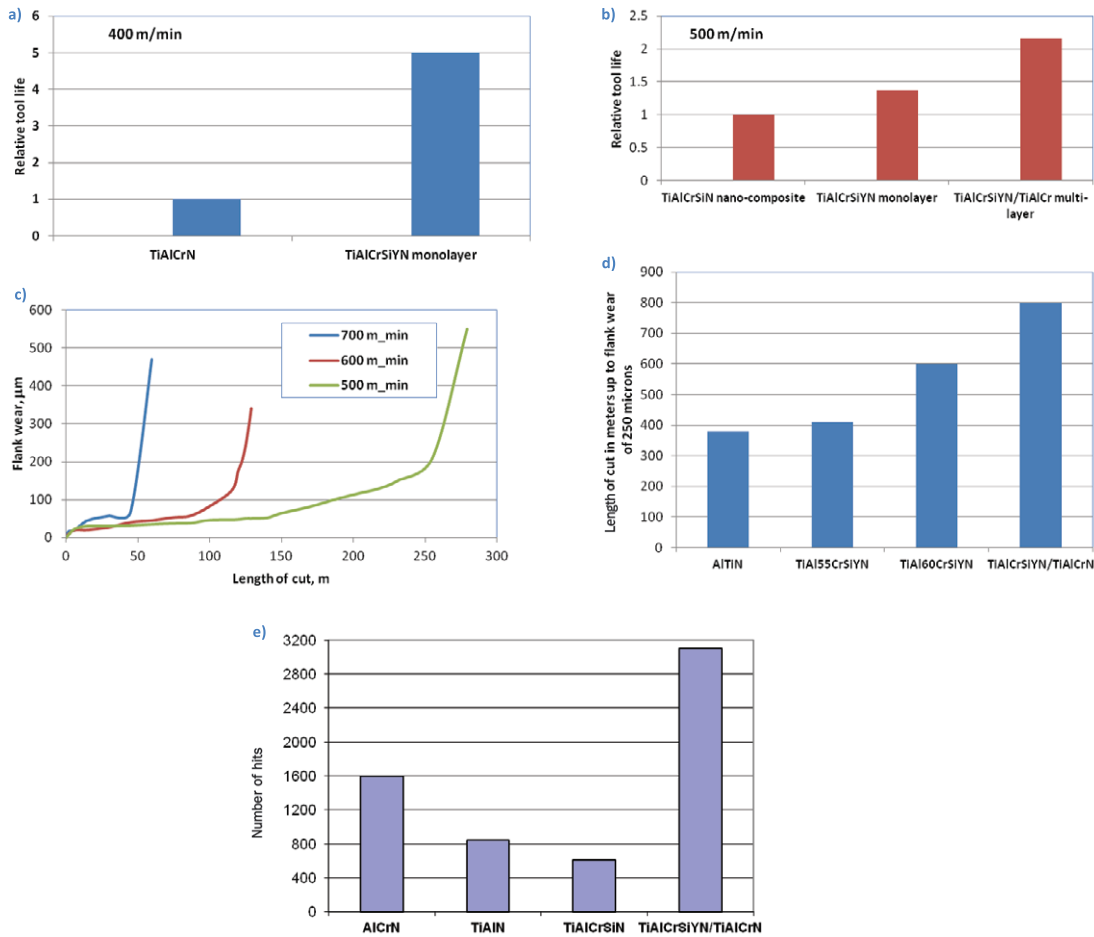 a)
400 m/min
Relative tool life
6
5
4
3
2
1
0
TiAlCrN
TiAlCrSiYN monolayer
b)
500 m/min
Relative tool life
2.5
2
1.5
1
0.5
0
TiAlCrSiN nano-composite
TiAlCrSiYN monolayer
TiAlCrSiYN/TiAlCr multi-
layer
c)
Flank wear, µm
600
500
400
300
200
100
0
700 m_min
600 m_min
500 m_min
0 50 100 150 200 250 300
Length of cut, m
d)
Length of cut in meters up to flank wear
of 250 microns
900
800
700
600
500
400
300
200
100
0
AlTiN
TiAl55CrSiYN
TiAl60CrSiYN
TiAlCrSiYN/TiAlCrN
e)
Number of hits
3200
2800
2400
2000
1600
1200
800
400
0
AlCrN
TiAlN
TiAlCrSiN
TiAlCrSiYN/TiAlCrN